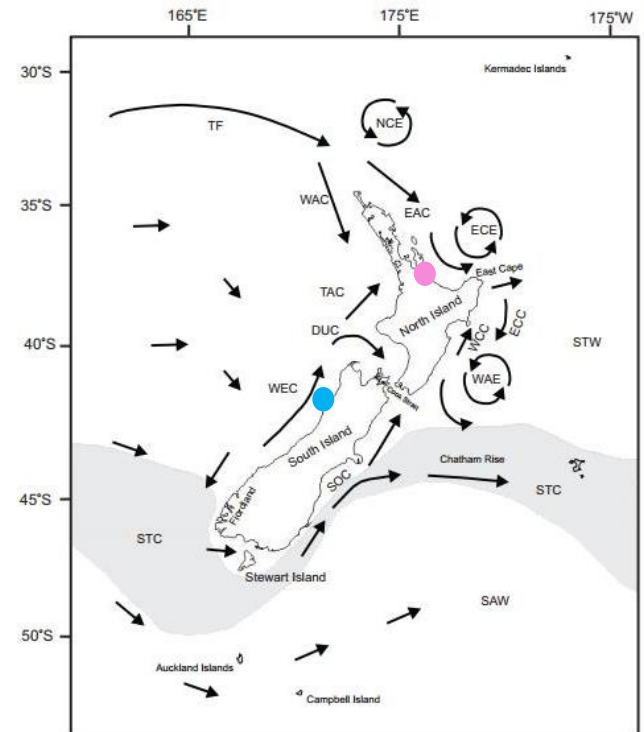 165°E
175°E
175°W
30°S
Kermadec Islands
NCE
TF
WAC
35°S
EAC
ECE
East Cape
TAC
North Island
ECC
DUC
WCC
40°S
STW
WEC
WAE
Cook Strait
South Island
Chatham Rise
SOC
45°S
STC
Fiordland
STC
Stewart Island
SAW
50°S
Auckland Islands
Campbell Island